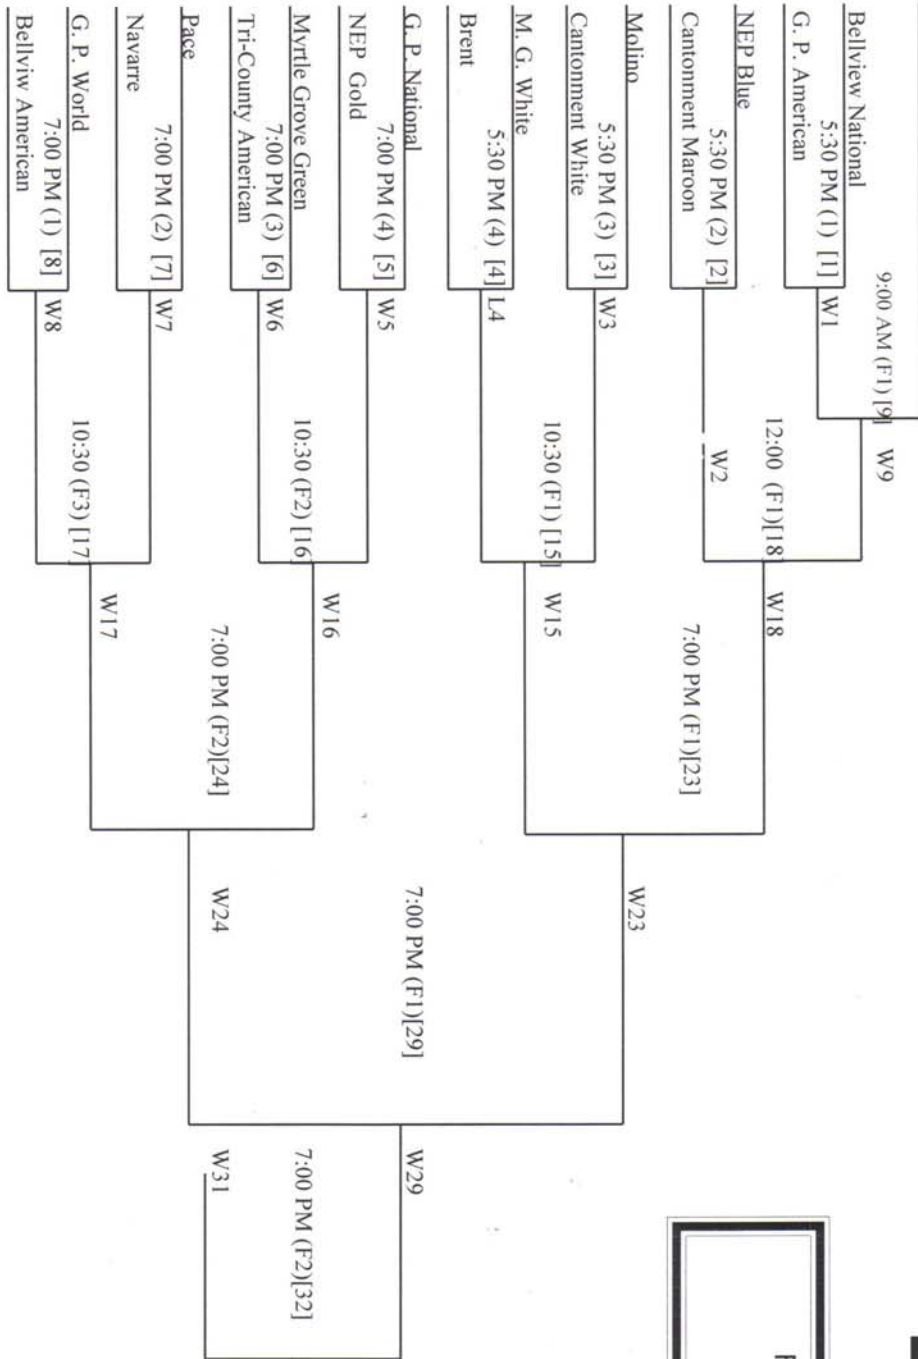 9:00 AM (F1) [9]
Bellview National
5:30 PM (1) [1]
G. P. American
W1
W9
12:00 (F1)[18]
NEP Blue
5:30 PM (2) [2]
Cantonment Maroon
W2
W18
7:00 PM (F1)[23]
Molino
5:30 PM (3) [3]
Cantonment White
W3
10:30 (F1) [15]
M. G. White
5:30 PM (4) [4]
Brent
L4
W15
W23
7:00 PM (F1)[29]
G. P. National
7:00 PM (4) [5]
NEP Gold
W5
10:30 (F2) [16]
Myrtle Grove Green
7:00 PM (3) [6]
Tri-County American
W6
W16
7:00 PM (F2)[24]
Pace
7:00 PM (2) [7]
Navarre
W7
10:30 (F3) [17]
G. P. World
7:00 PM (1) [8]
Bellviw American
W8
W17
W24
W29
7:00 PM (F2)[32]
W31